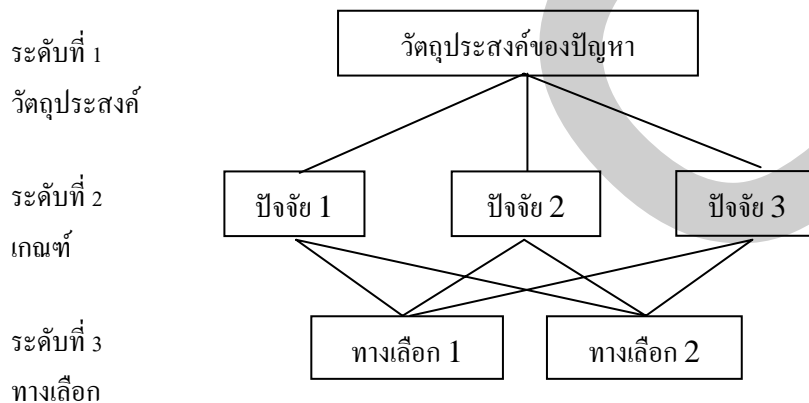 ระดับที่ 1
วัตถุประสงค์
วัตถุประสงค์ของปัญหา
ระดับที่ 2
เกณฑ์
ปัจจัย 1
ปัจจัย 2
ปัจจัย 3
ระดับที่ 3
ทางเลือก
ทางเลือก 1
ทางเลือก 2